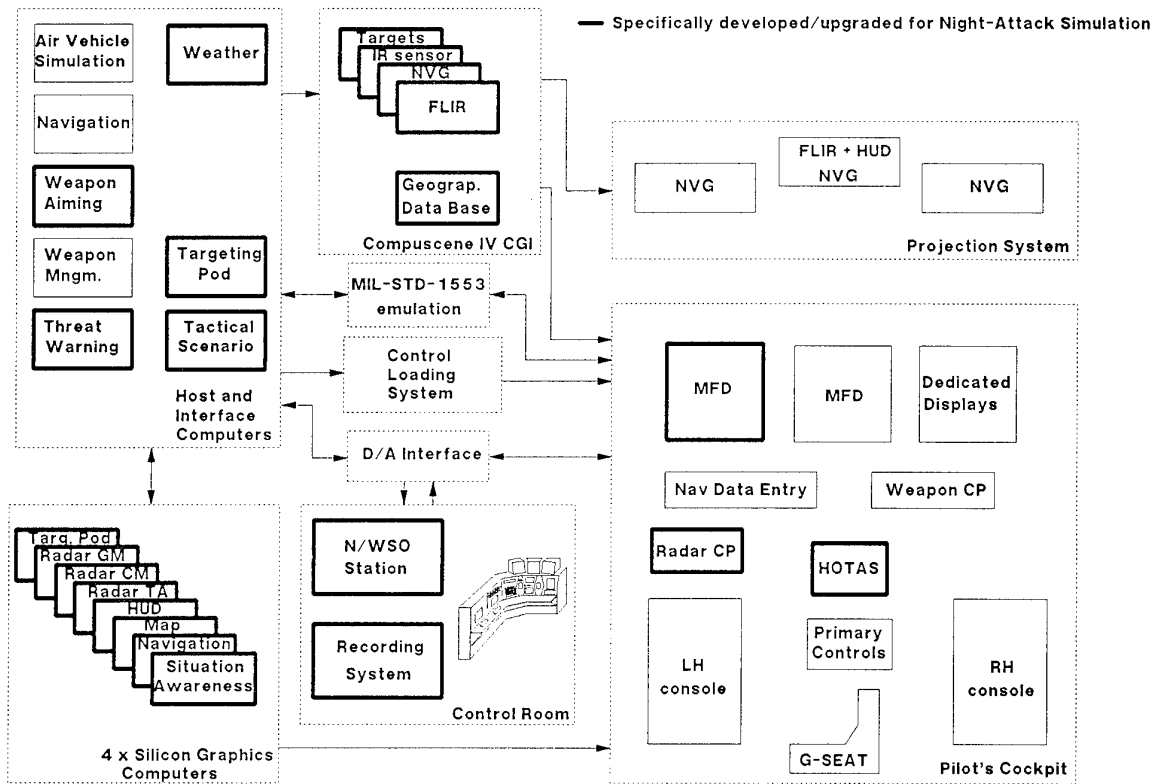 Specifically developed/upgraded for Night-Attack Simulation
Air Vehicle
Simulation
Weather
Navigation
Weapon
Aiming
Weapon
Mngm.
Targeting
Pod
Threat
Warning
Tactical
Scenario
Host and
Interface
Computers
Targets
IR sensor
NVG
FLIR
Geograp.
Data Base
Compuscene IV CGI
NVG
FLIR + HUD
NVG
NVG
Projection System
MIL-STD-1553
emulation
Control
Loading
System
D/A Interface
MFD
MFD
Dedicated
Displays
Nav Data Entry
Weapon CP
Radar CP
HOTAS
LH
console
Primary
Controls
RH
console
G-SEAT
Pilot's Cockpit
Targ. Pod
Radar GM
Radar CM
Radar TA
HUD
Map
Navigation
Situation
Awareness
4 x Silicon Graphics
Computers
N/WSO
Station
Recording
System
Control Room